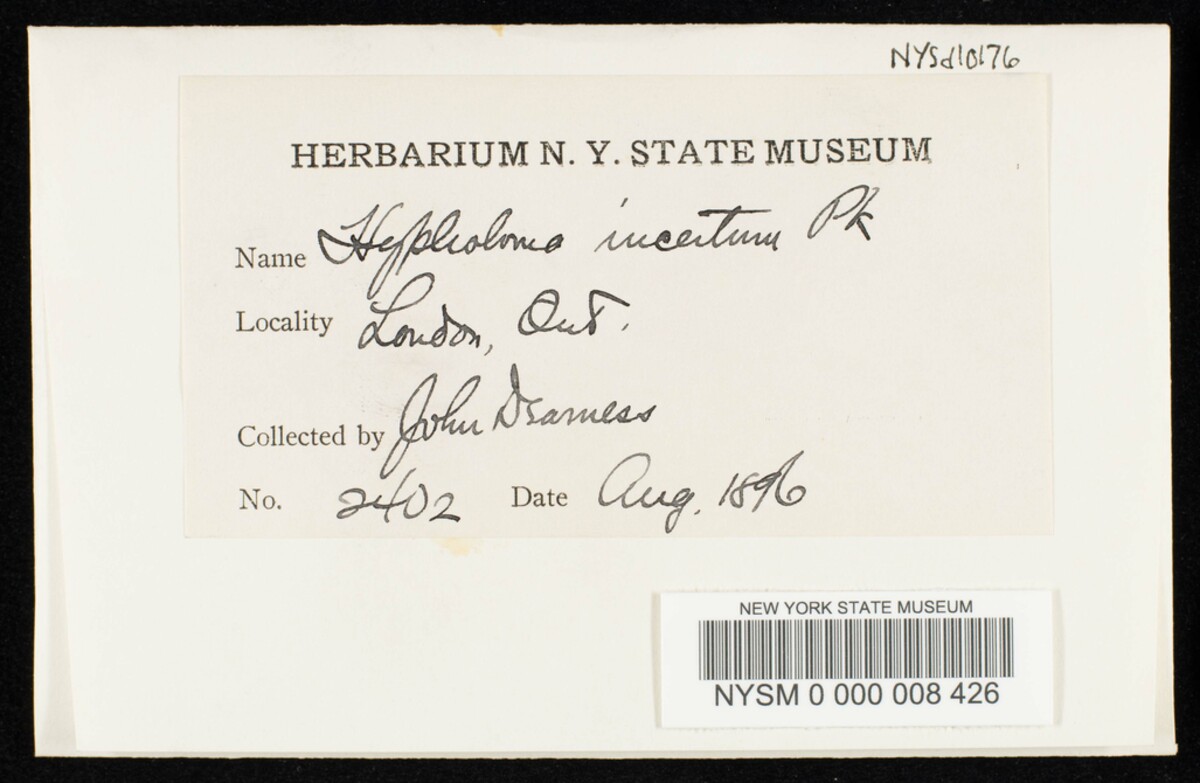 NYSd10176
HERBARIUM N. Y. STATE MUSEUM
Name Hypholoma incertum Pk
Locality London, Ont.
Collected by John Dearness
No. 2402 Date Aug. 1896
NEW YORK STATE MUSEUM
NYSM 0 000 008 426